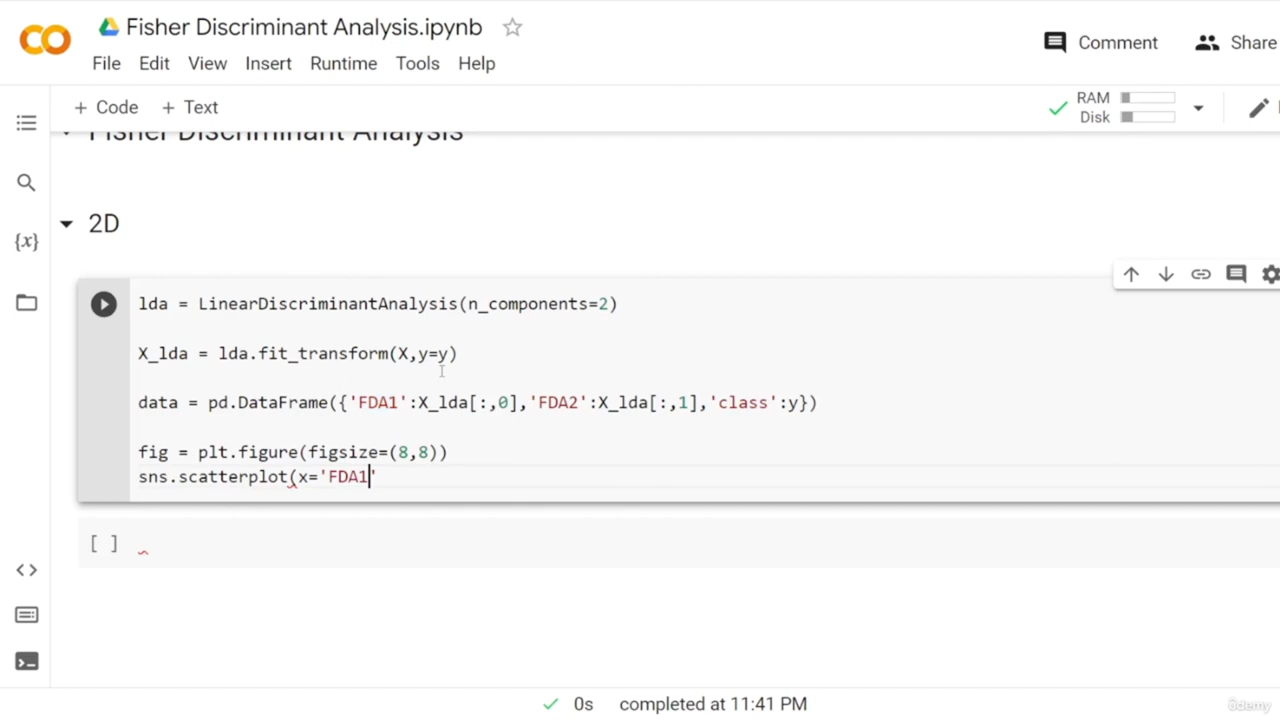 Fisher Discriminant Analysis.ipynb
File Edit View Insert Runtime Tools Help
Comment
Share
+ Code + Text
RAM
Disk
Fisher Discriminant Analysis
{x}
2D
lda = LinearDiscriminantAnalysis(n_components=2)
X_lda = lda.fit_transform(X,y=y)
data = pd.DataFrame({'FDA1':X_lda[:,0],'FDA2':X_lda[:,1],'class':y})
fig = plt.figure(figsize=(8,8))
sns.scatterplot(x='FDA1'
[ ]
0s completed at 11:41 PM
ûdemy